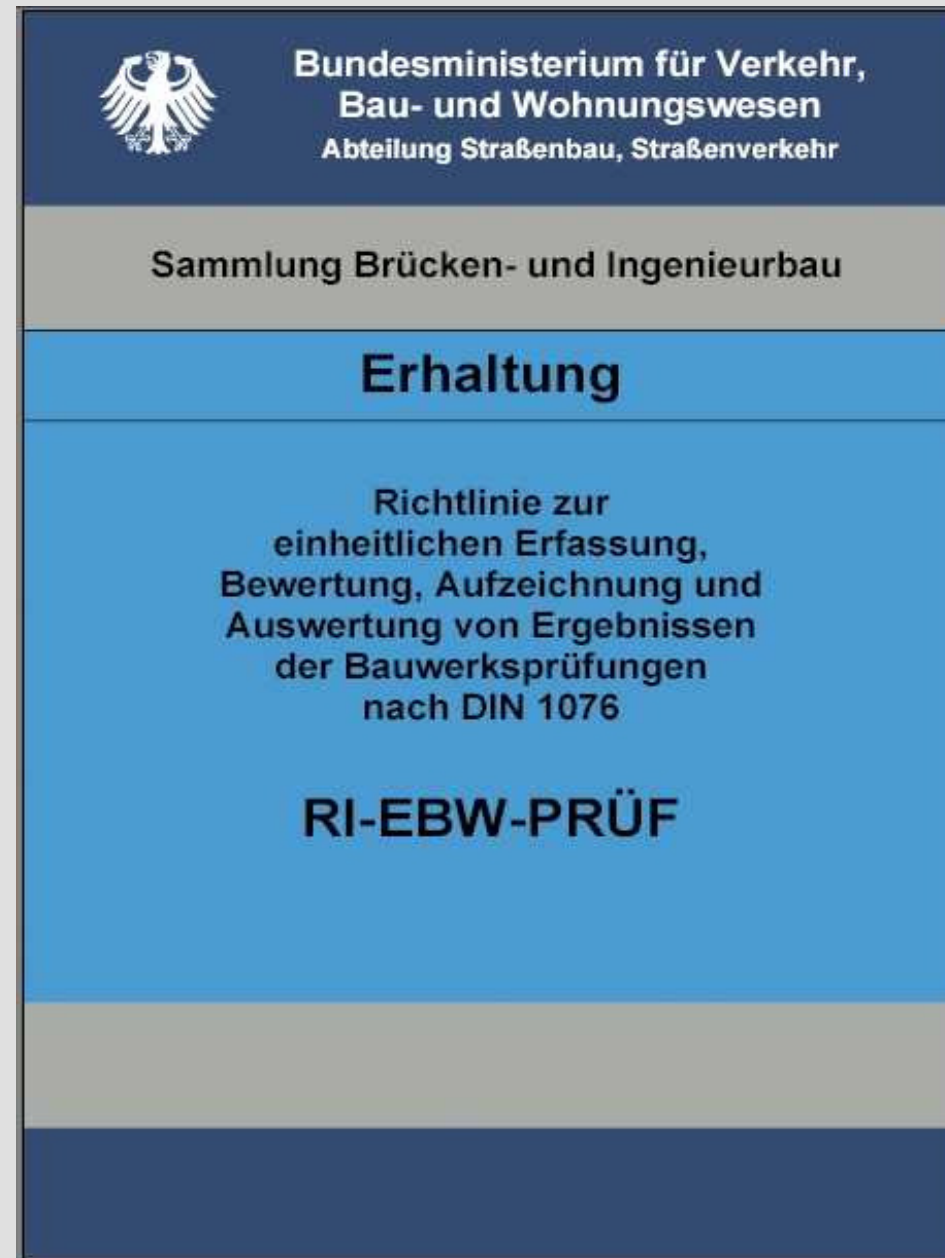 Bundesministerium für Verkehr,
Bau- und Wohnungswesen
Abteilung Straßenbau, Straßenverkehr
Sammlung Brücken- und Ingenieurbau
Erhaltung
Richtlinie zur
einheitlichen Erfassung,
Bewertung, Aufzeichnung und
Auswertung von Ergebnissen
der Bauwerksprüfungen
nach DIN 1076
RI-EBW-PRÜF